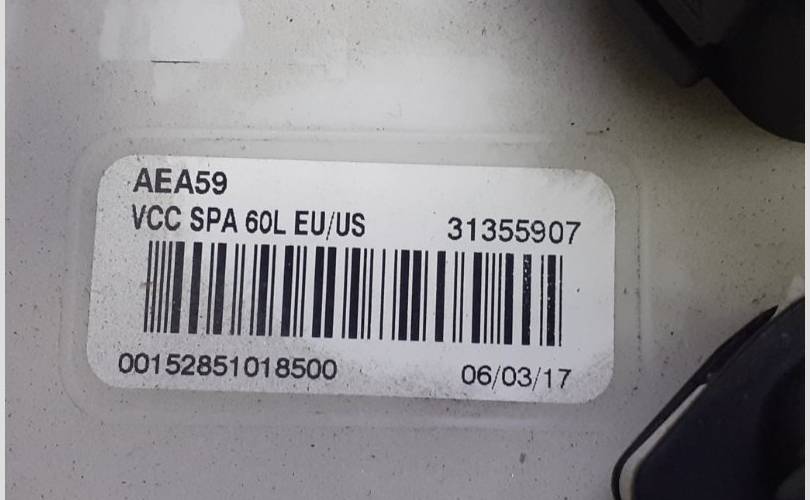 AEA59
VCC SPA 60L EU/US 31355907
00152851018500 06/03/17